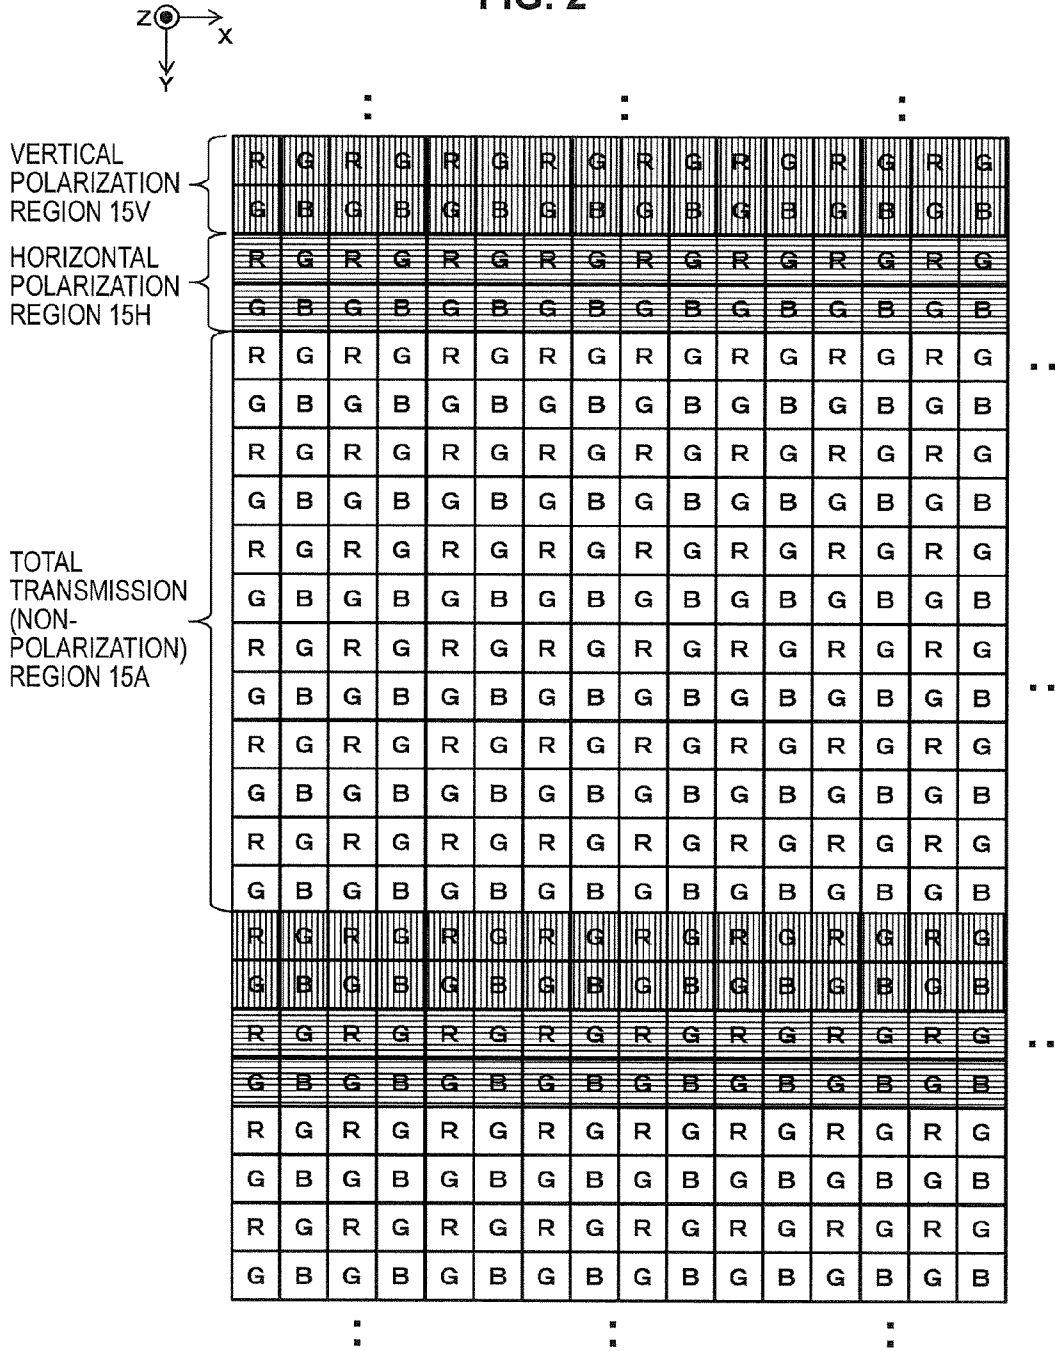 FIG. 2
Z
X
Y
VERTICAL
POLARIZATION
REGION 15V
HORIZONTAL
POLARIZATION
REGION 15H
TOTAL
TRANSMISSION
(NON-
POLARIZATION)
REGION 15A
R G R G R G R G R G R G R G R G
G B G B G B G B G B G B G B G B
R G R G R G R G R G R G R G R G
G B G B G B G B G B G B G B G B
R G R G R G R G R G R G R G R G
G B G B G B G B G B G B G B G B
R G R G R G R G R G R G R G R G
G B G B G B G B G B G B G B G B
R G R G R G R G R G R G R G R G
G B G B G B G B G B G B G B G B
R G R G R G R G R G R G R G R G
G B G B G B G B G B G B G B G B
R G R G R G R G R G R G R G R G
G B G B G B G B G B G B G B G B
R G R G R G R G R G R G R G R G
G B G B G B G B G B G B G B G B
R G R G R G R G R G R G R G R G
G B G B G B G B G B G B G B G B
R G R G R G R G R G R G R G R G
G B G B G B G B G B G B G B G B
R G R G R G R G R G R G R G R G
G B G B G B G B G B G B G B G B
R G R G R G R G R G R G R G R G
G B G B G B G B G B G B G B G B